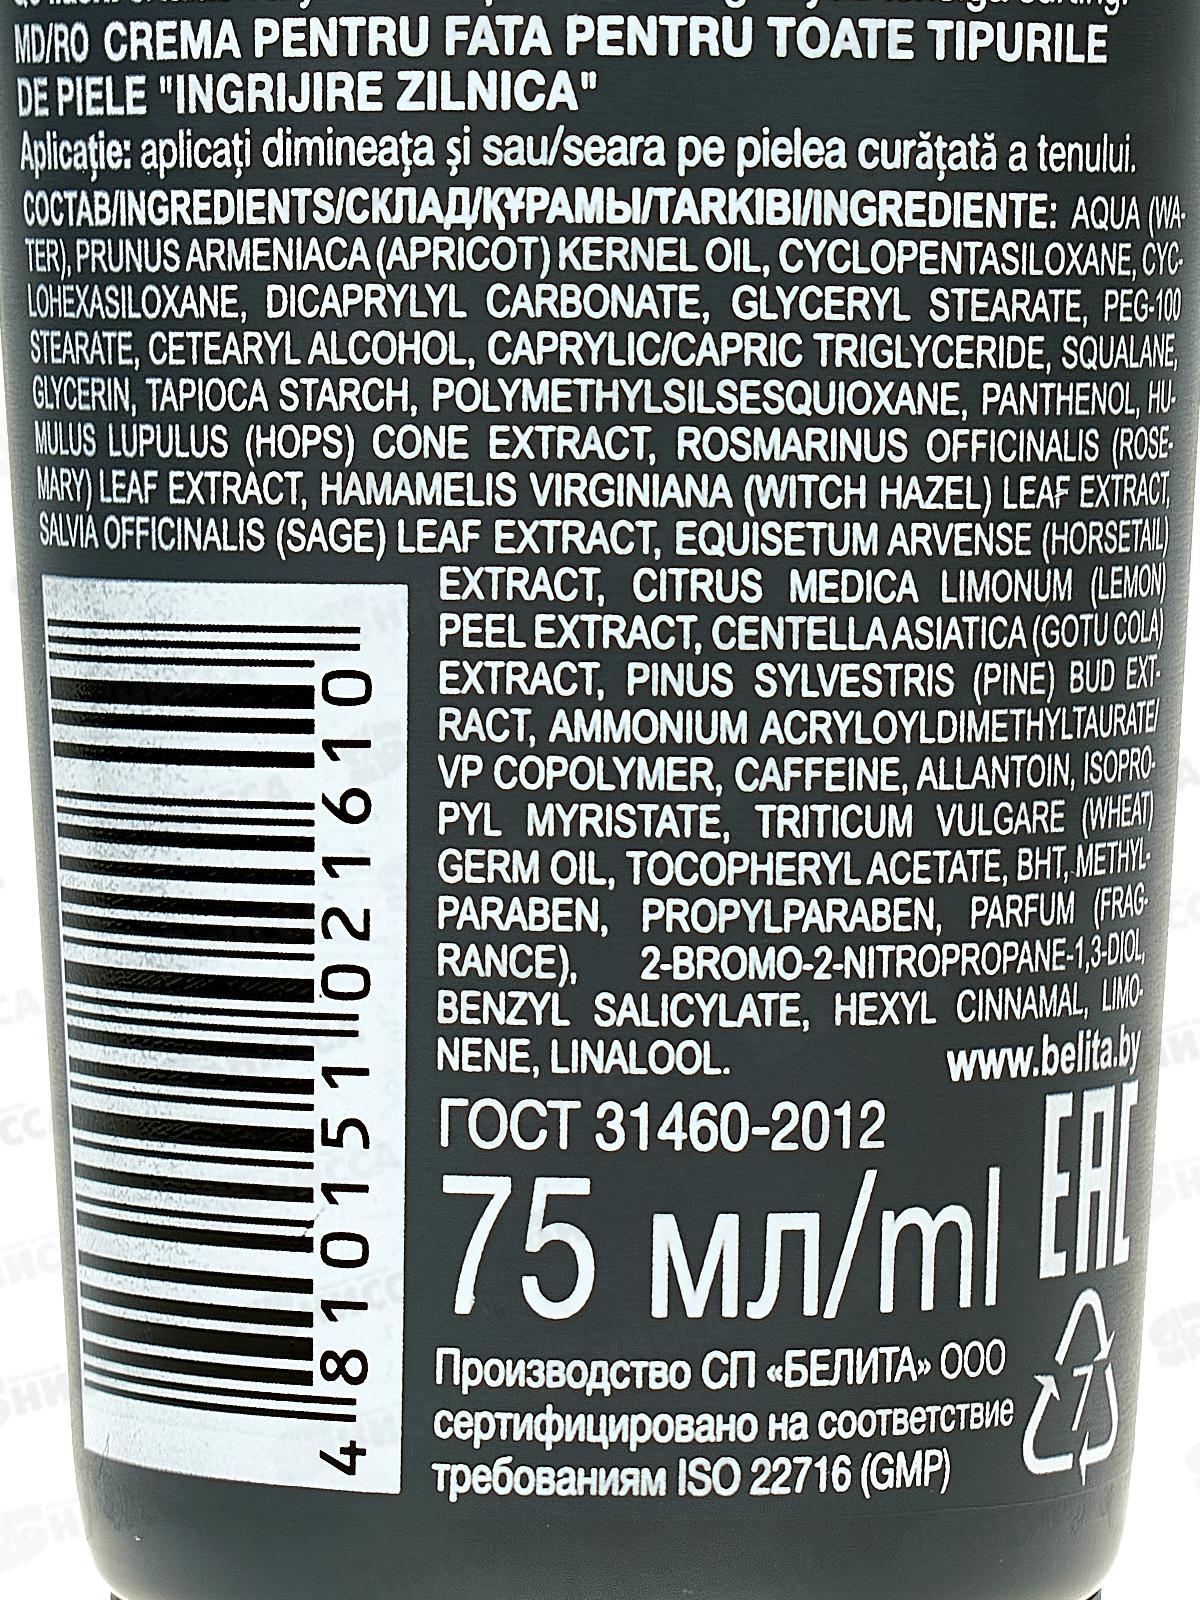 MD/RO CREMA PENTRU FATA PENTRU TOATE TIPURILE
DE PIELE "INGRIJIRE ZILNICA"
Aplicație: aplicați dimineața și sau/seara pe pielea curățată a tenului.
СОСТАВ/INGREDIENTS/СКЛАД/ҚҰРАМЫ/TARKIBI/INGREDIENTE: AQUA (WA-
TER), PRUNUS ARMENIACA (APRICOT) KERNEL OIL, CYCLOPENTASILOXANE, CYC-
LOHEXASILOXANE, DICAPRYLYL CARBONATE, GLYCERYL STEARATE, PEG-100
STEARATE, CETEARYL ALCOHOL, CAPRYLIC/CAPRIC TRIGLYCERIDE, SQUALANE,
GLYCERIN, TAPIOCA STARCH, POLYMETHYLSILSESQUIOXANE, PANTHENOL, HU-
MULUS LUPULUS (HOPS) CONE EXTRACT, ROSMARINUS OFFICINALIS (ROSE-
MARY) LEAF EXTRACT, HAMAMELIS VIRGINIANA (WITCH HAZEL) LEAF EXTRACT,
SALVIA OFFICINALIS (SAGE) LEAF EXTRACT, EQUISETUM ARVENSE (HORSETAIL)
EXTRACT, CITRUS MEDICA LIMONUM (LEMON)
PEEL EXTRACT, CENTELLA ASIATICA (GOTU COLA)
EXTRACT, PINUS SYLVESTRIS (PINE) BUD EXT-
RACT, AMMONIUM ACRYLOYLDIMETHYLTAURATE/
VP COPOLYMER, CAFFEINE, ALLANTOIN, ISOPRO-
PYL MYRISTATE, TRITICUM VULGARE (WHEAT)
GERM OIL, TOCOPHERYL ACETATE, BHT, METHYL-
PARABEN, PROPYLPARABEN, PARFUM (FRAG-
RANCE), 2-BROMO-2-NITROPROPANE-1,3-DIOL,
BENZYL SALICYLATE, HEXYL CINNAMAL, LIMO-
NENE, LINALOOL.
www.belita.by
ГОСТ 31460-2012
EAC
75 мл/ml
Производство СП «БЕЛИТА» ООО
сертифицировано на соответствие
требованиям ISO 22716 (GMP)
7
4 810151 021610